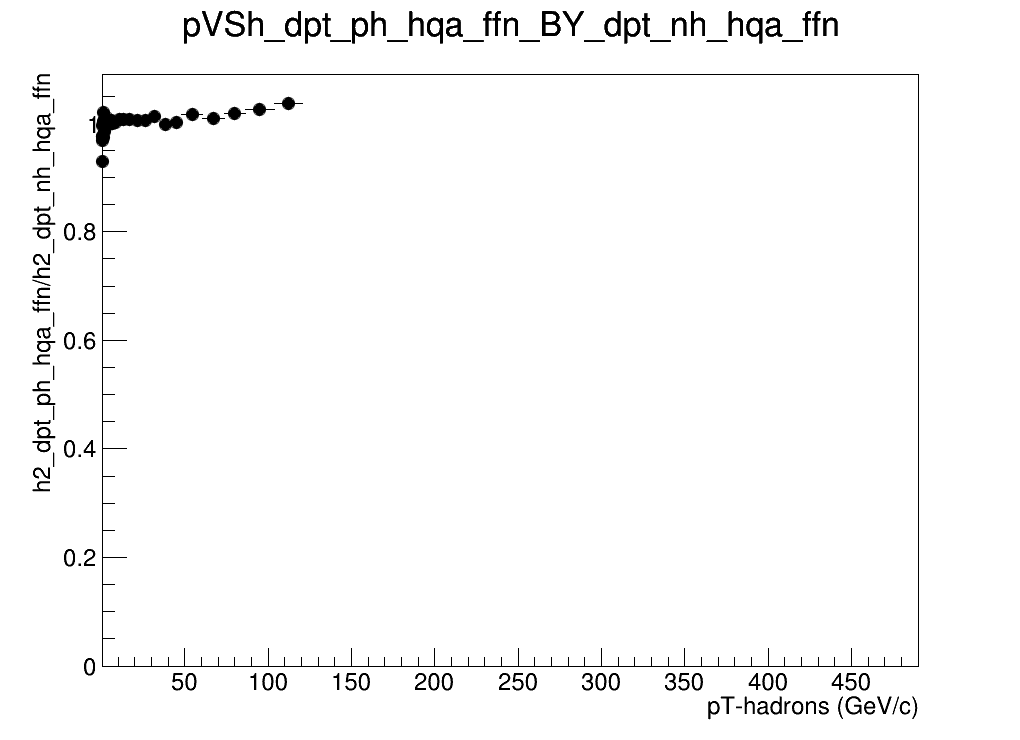 pVSh_dpt_ph_hqa_ffn_BY_dpt_nh_hqa_ffn
h2_dpt_ph_hqa_ffn/h2_dpt_nh_hqa_ffn
1
0.8
0.6
0.4
0.2
0
50 100 150 200 250 300 350 400 450
pT-hadrons (GeV/c)